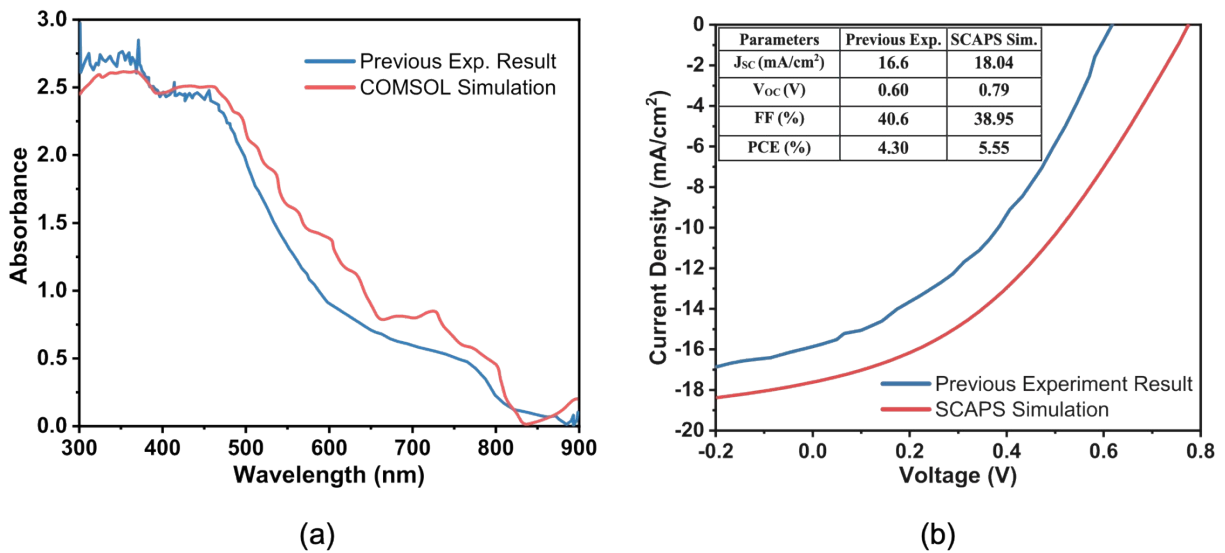 3.0
2.5
2.0
1.5
1.0
0.5
0.0
Absorbance
Previous Exp. Result
COMSOL Simulation
300 400 500 600 700 800 900
Wavelength (nm)
(a)
0
-2
-4
-6
-8
-10
-12
-14
-16
-18
-20
Current Density (mA/cm²)
Parameters Previous Exp. SCAPS Sim.
JSC (mA/cm²) 16.6 18.04
VOC (V) 0.60 0.79
FF (%) 40.6 38.95
PCE (%) 4.30 5.55
Previous Experiment Result
SCAPS Simulation
-0.2 0.0 0.2 0.4 0.6 0.8
Voltage (V)
(b)